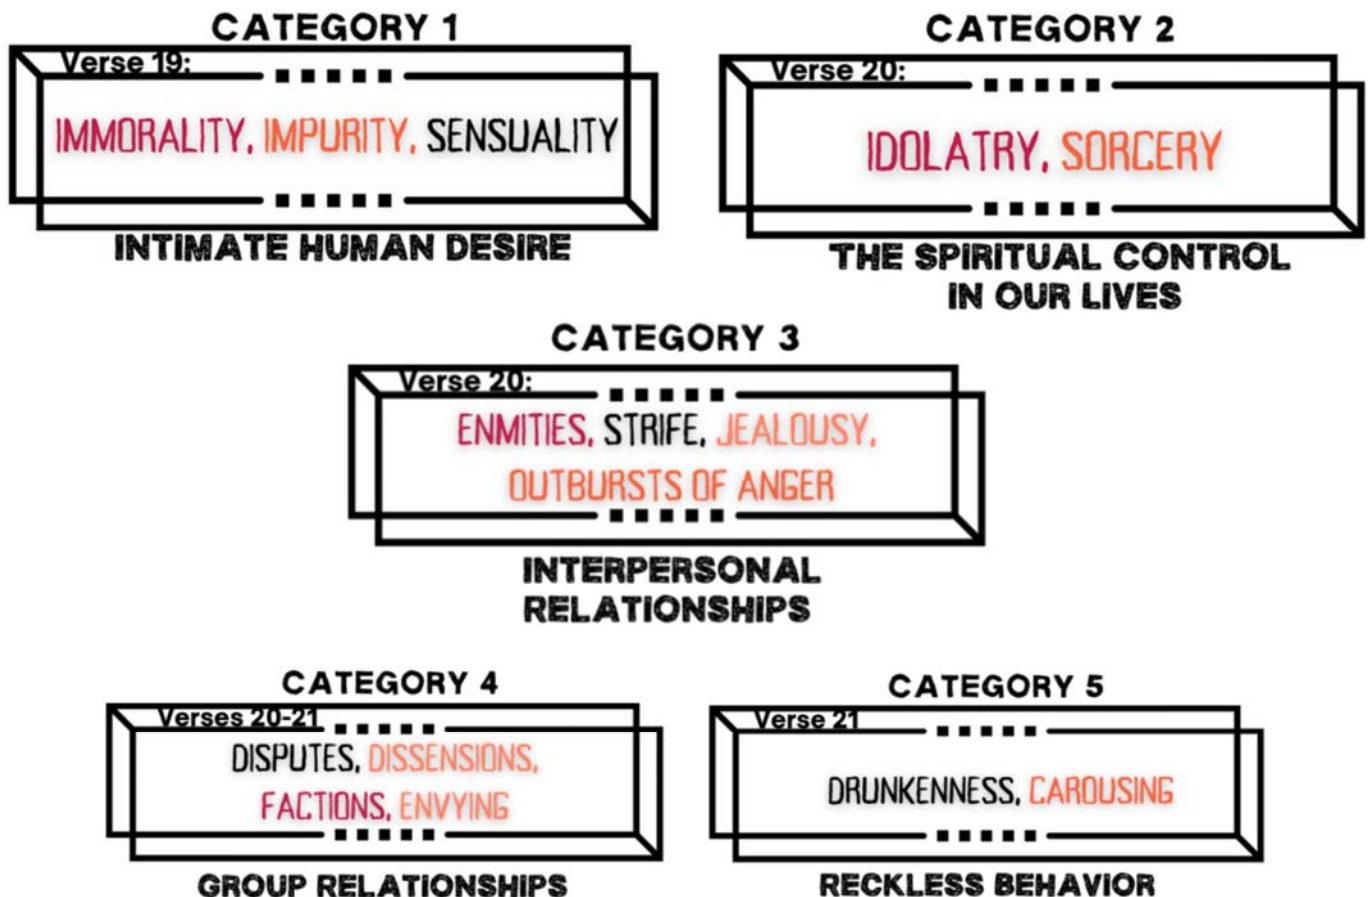 CATEGORY 1
Verse 19:
IMMORALITY, IMPURITY, SENSUALITY
INTIMATE HUMAN DESIRE
CATEGORY 2
Verse 20:
IDOLATRY, SORCERY
THE SPIRITUAL CONTROL
IN OUR LIVES
CATEGORY 3
Verse 20:
ENMITIES, STRIFE, JEALOUSY,
OUTBURSTS OF ANGER
INTERPERSONAL
RELATIONSHIPS
CATEGORY 4
Verses 20-21
DISPUTES, DISSENSIONS,
FACTIONS, ENVYING
GROUP RELATIONSHIPS
CATEGORY 5
Verse 21
DRUNKENNESS, CAROUSING
RECKLESS BEHAVIOR